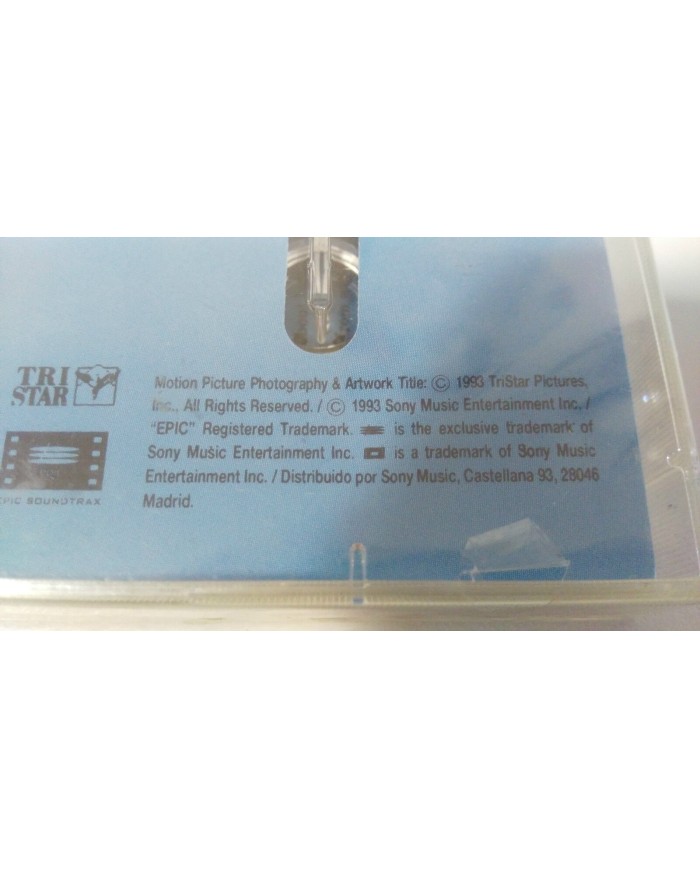 TRI
STAR
Motion Picture Photography & Artwork Title: © 1993 TriStar Pictures,
Inc., All Rights Reserved. / © 1993 Sony Music Entertainment Inc. /
“EPIC” Registered Trademark. is the exclusive trademark of
Sony Music Entertainment Inc. is a trademark of Sony Music
Entertainment Inc. / Distribuido por Sony Music, Castellana 93, 28046
Madrid.
EPIC SOUNDTRAX